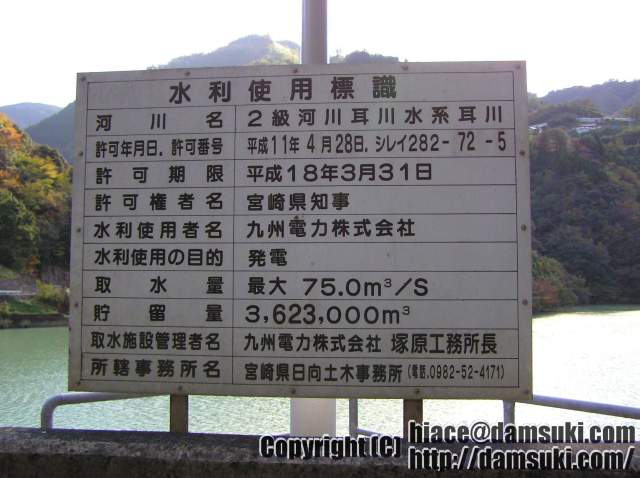 水利使用標識
河川名 2級河川耳川水系耳川
許可年月日.許可番号 平成11年4月28日.シレイ282-72-5
許可期限 平成18年3月31日
許可権者名 宮崎県知事
水利使用者名 九州電力株式会社
水利使用の目的 発電
取水量 最大 75.0m³/S
貯留量 3,623,000m³
取水施設管理者名 九州電力株式会社 塚原工務所長
所轄事務所名 宮崎県日向土木事務所(電話.0982-52-4171)
Copyright (C) hiace@damsuki.com
http://damsuki.com/